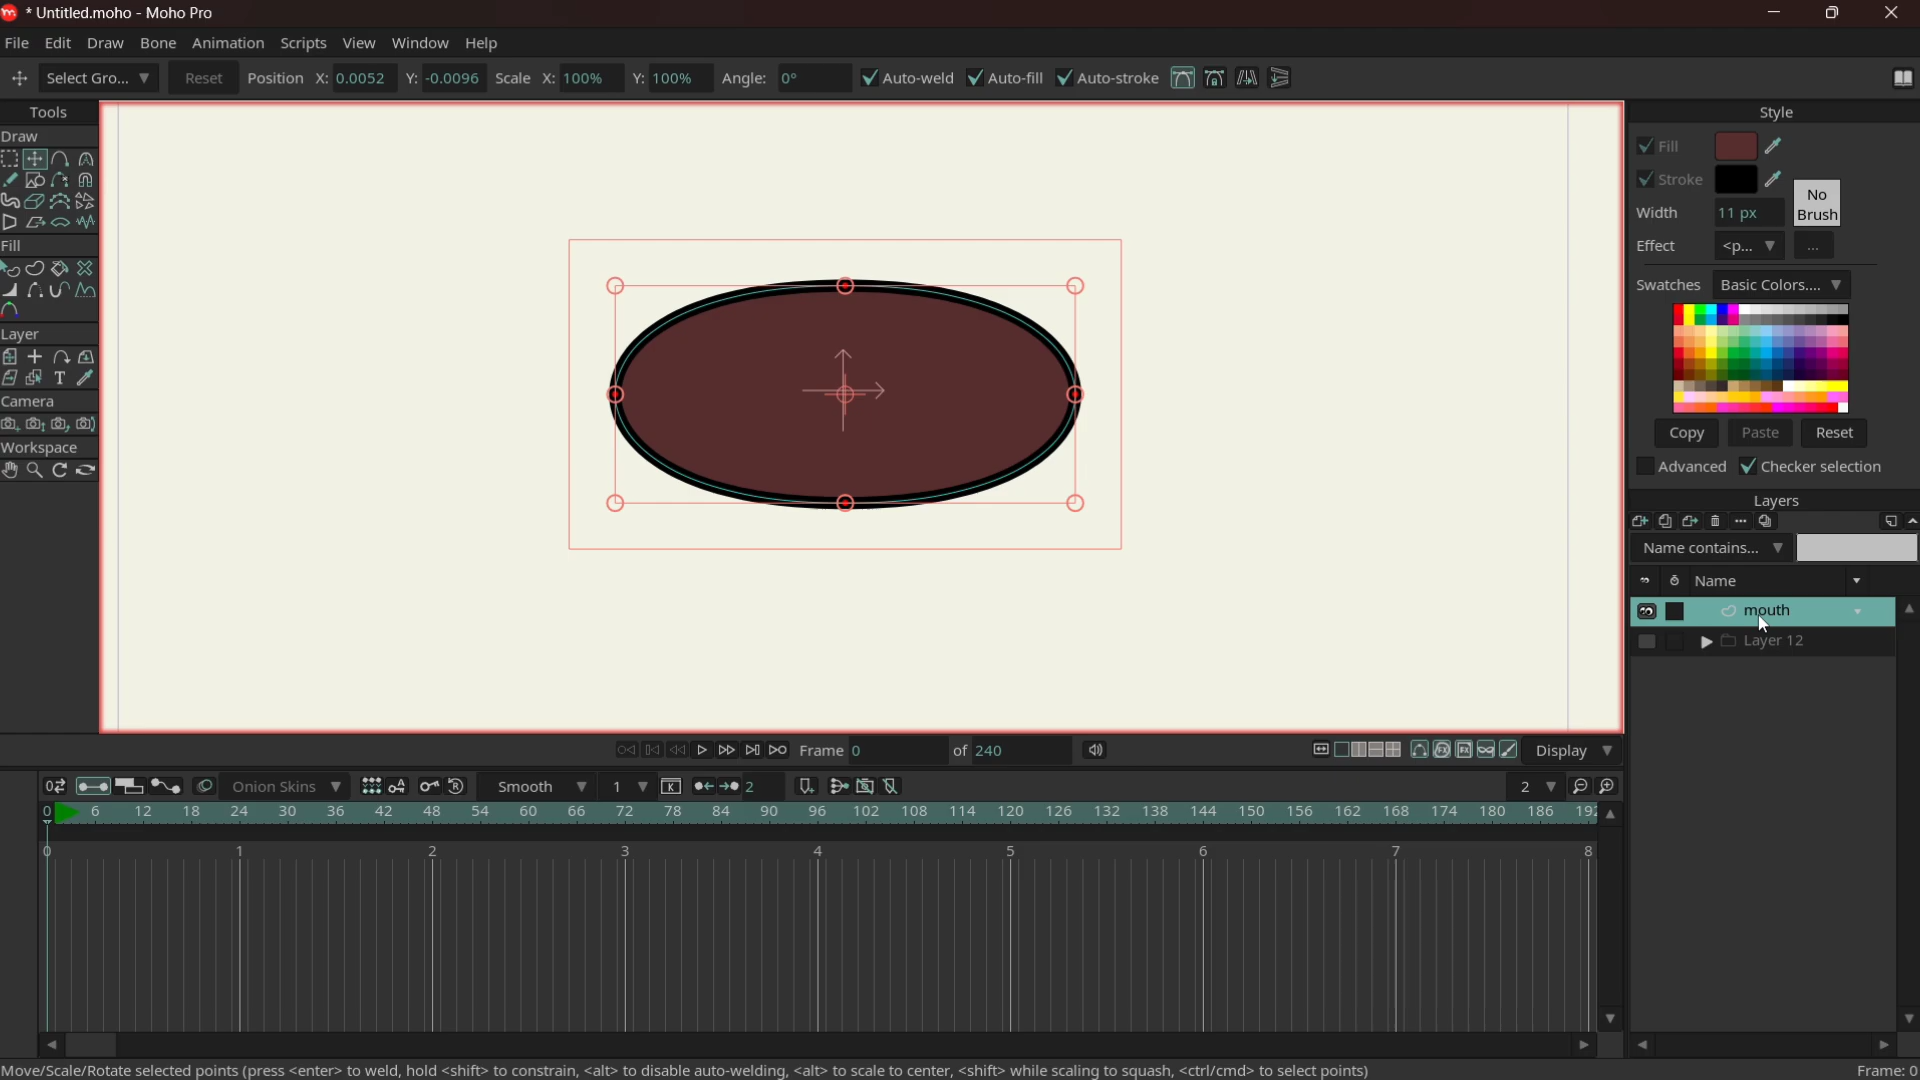 * Untitled.moho - Moho Pro
File Edit Draw Bone Animation Scripts View Window Help
Select Gro... Reset Position X: 0.0052 Y: -0.0096 Scale X: 100% Y: 100% Angle: 0° Auto-weld Auto-fill Auto-stroke
Tools
Draw
Fill
Layer
T
Camera
Workspace
Style
Fill
Stroke
No
Brush
Width 11 px
Effect <p... ...
Swatches Basic Colors....
Copy Paste Reset
Advanced Checker selection
Layers
Name contains...
Name
mouth
Layer 12
Frame 0 of 240 Display
Onion Skins Smooth 1 K 2 2
0 6 12 18 24 30 36 42 48 54 60 66 72 78 84 90 96 102 108 114 120 126 132 138 144 150 156 162 168 174 180 186 192
0 1 2 3 4 5 6 7 8
Move/Scale/Rotate selected points (press <enter> to weld, hold <shift> to constrain, <alt> to disable auto-welding, <alt> to scale to center, <shift> while scaling to squash, <ctrl/cmd> to select points) Frame: 0